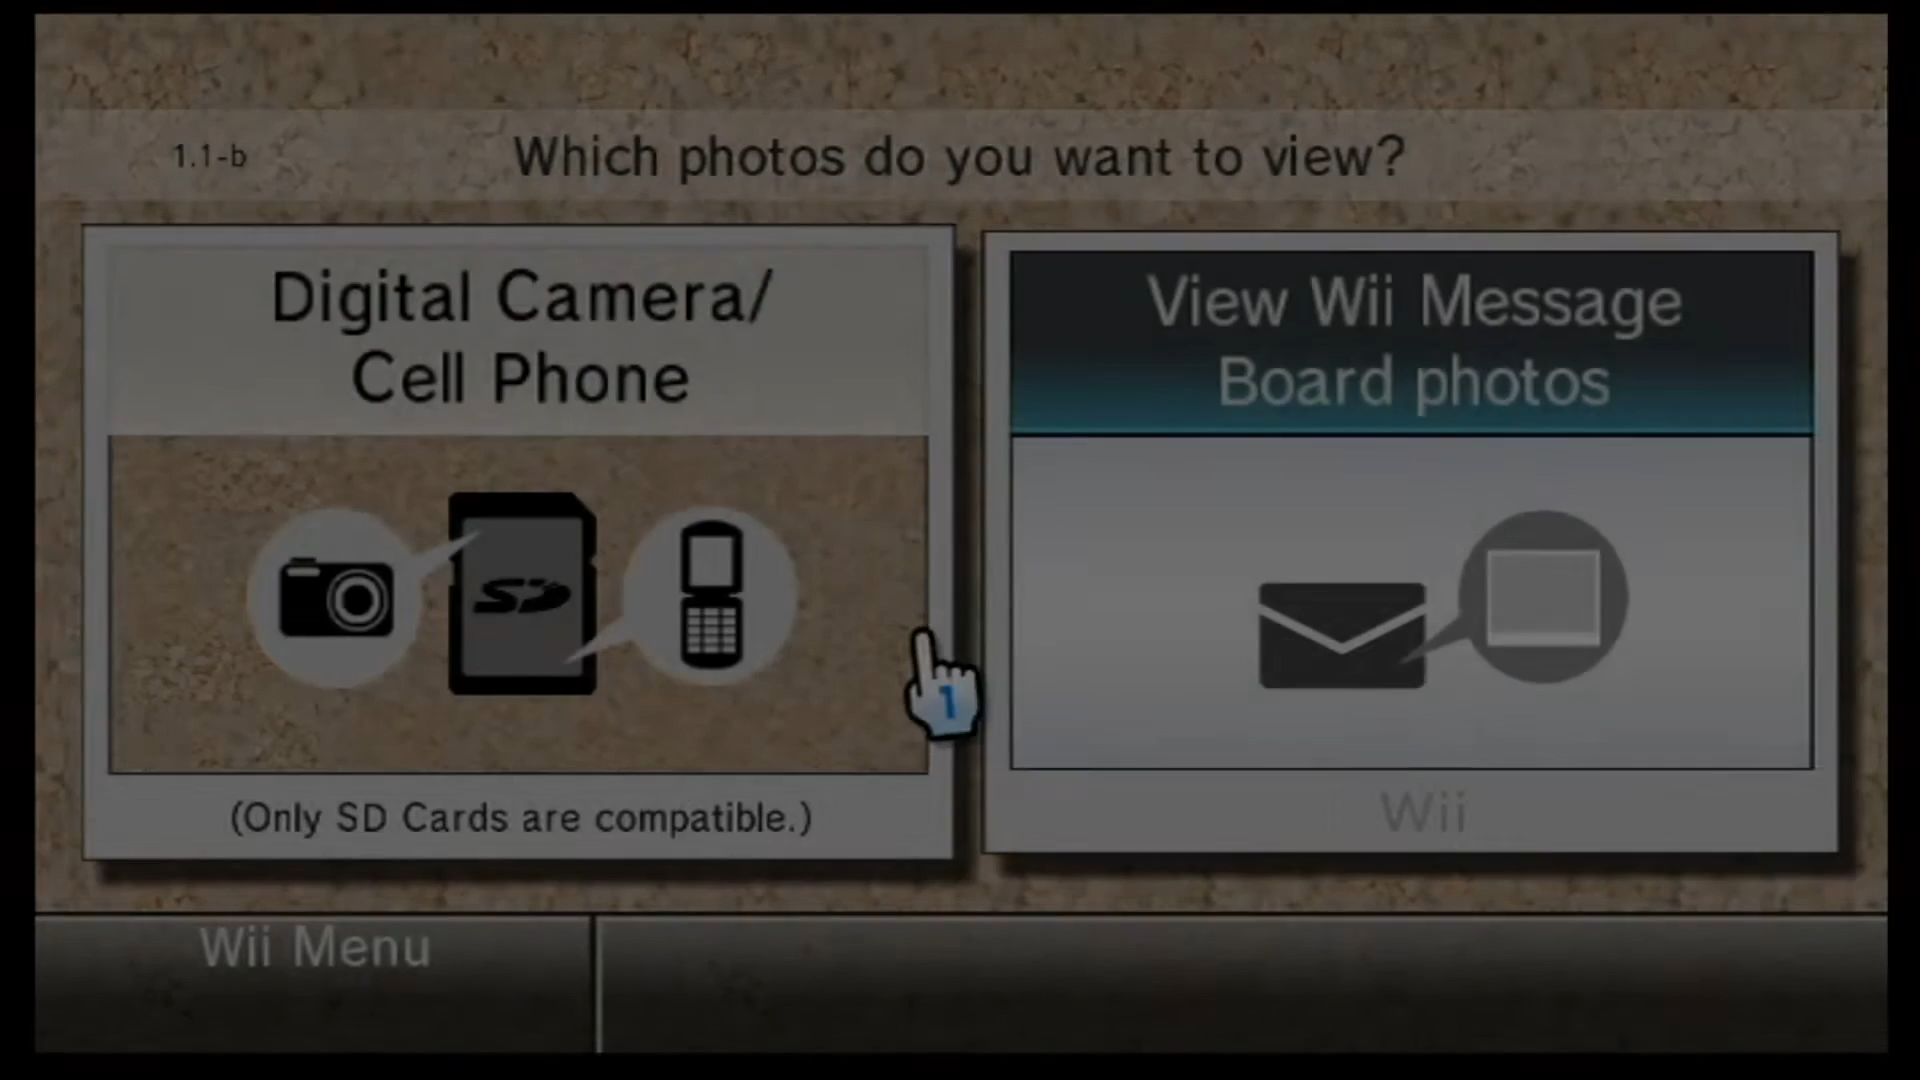 1.1-b
Which photos do you want to view?
Digital Camera/
Cell Phone
SD
(Only SD Cards are compatible.)
View Wii Message
Board photos
Wii
1
Wii Menu